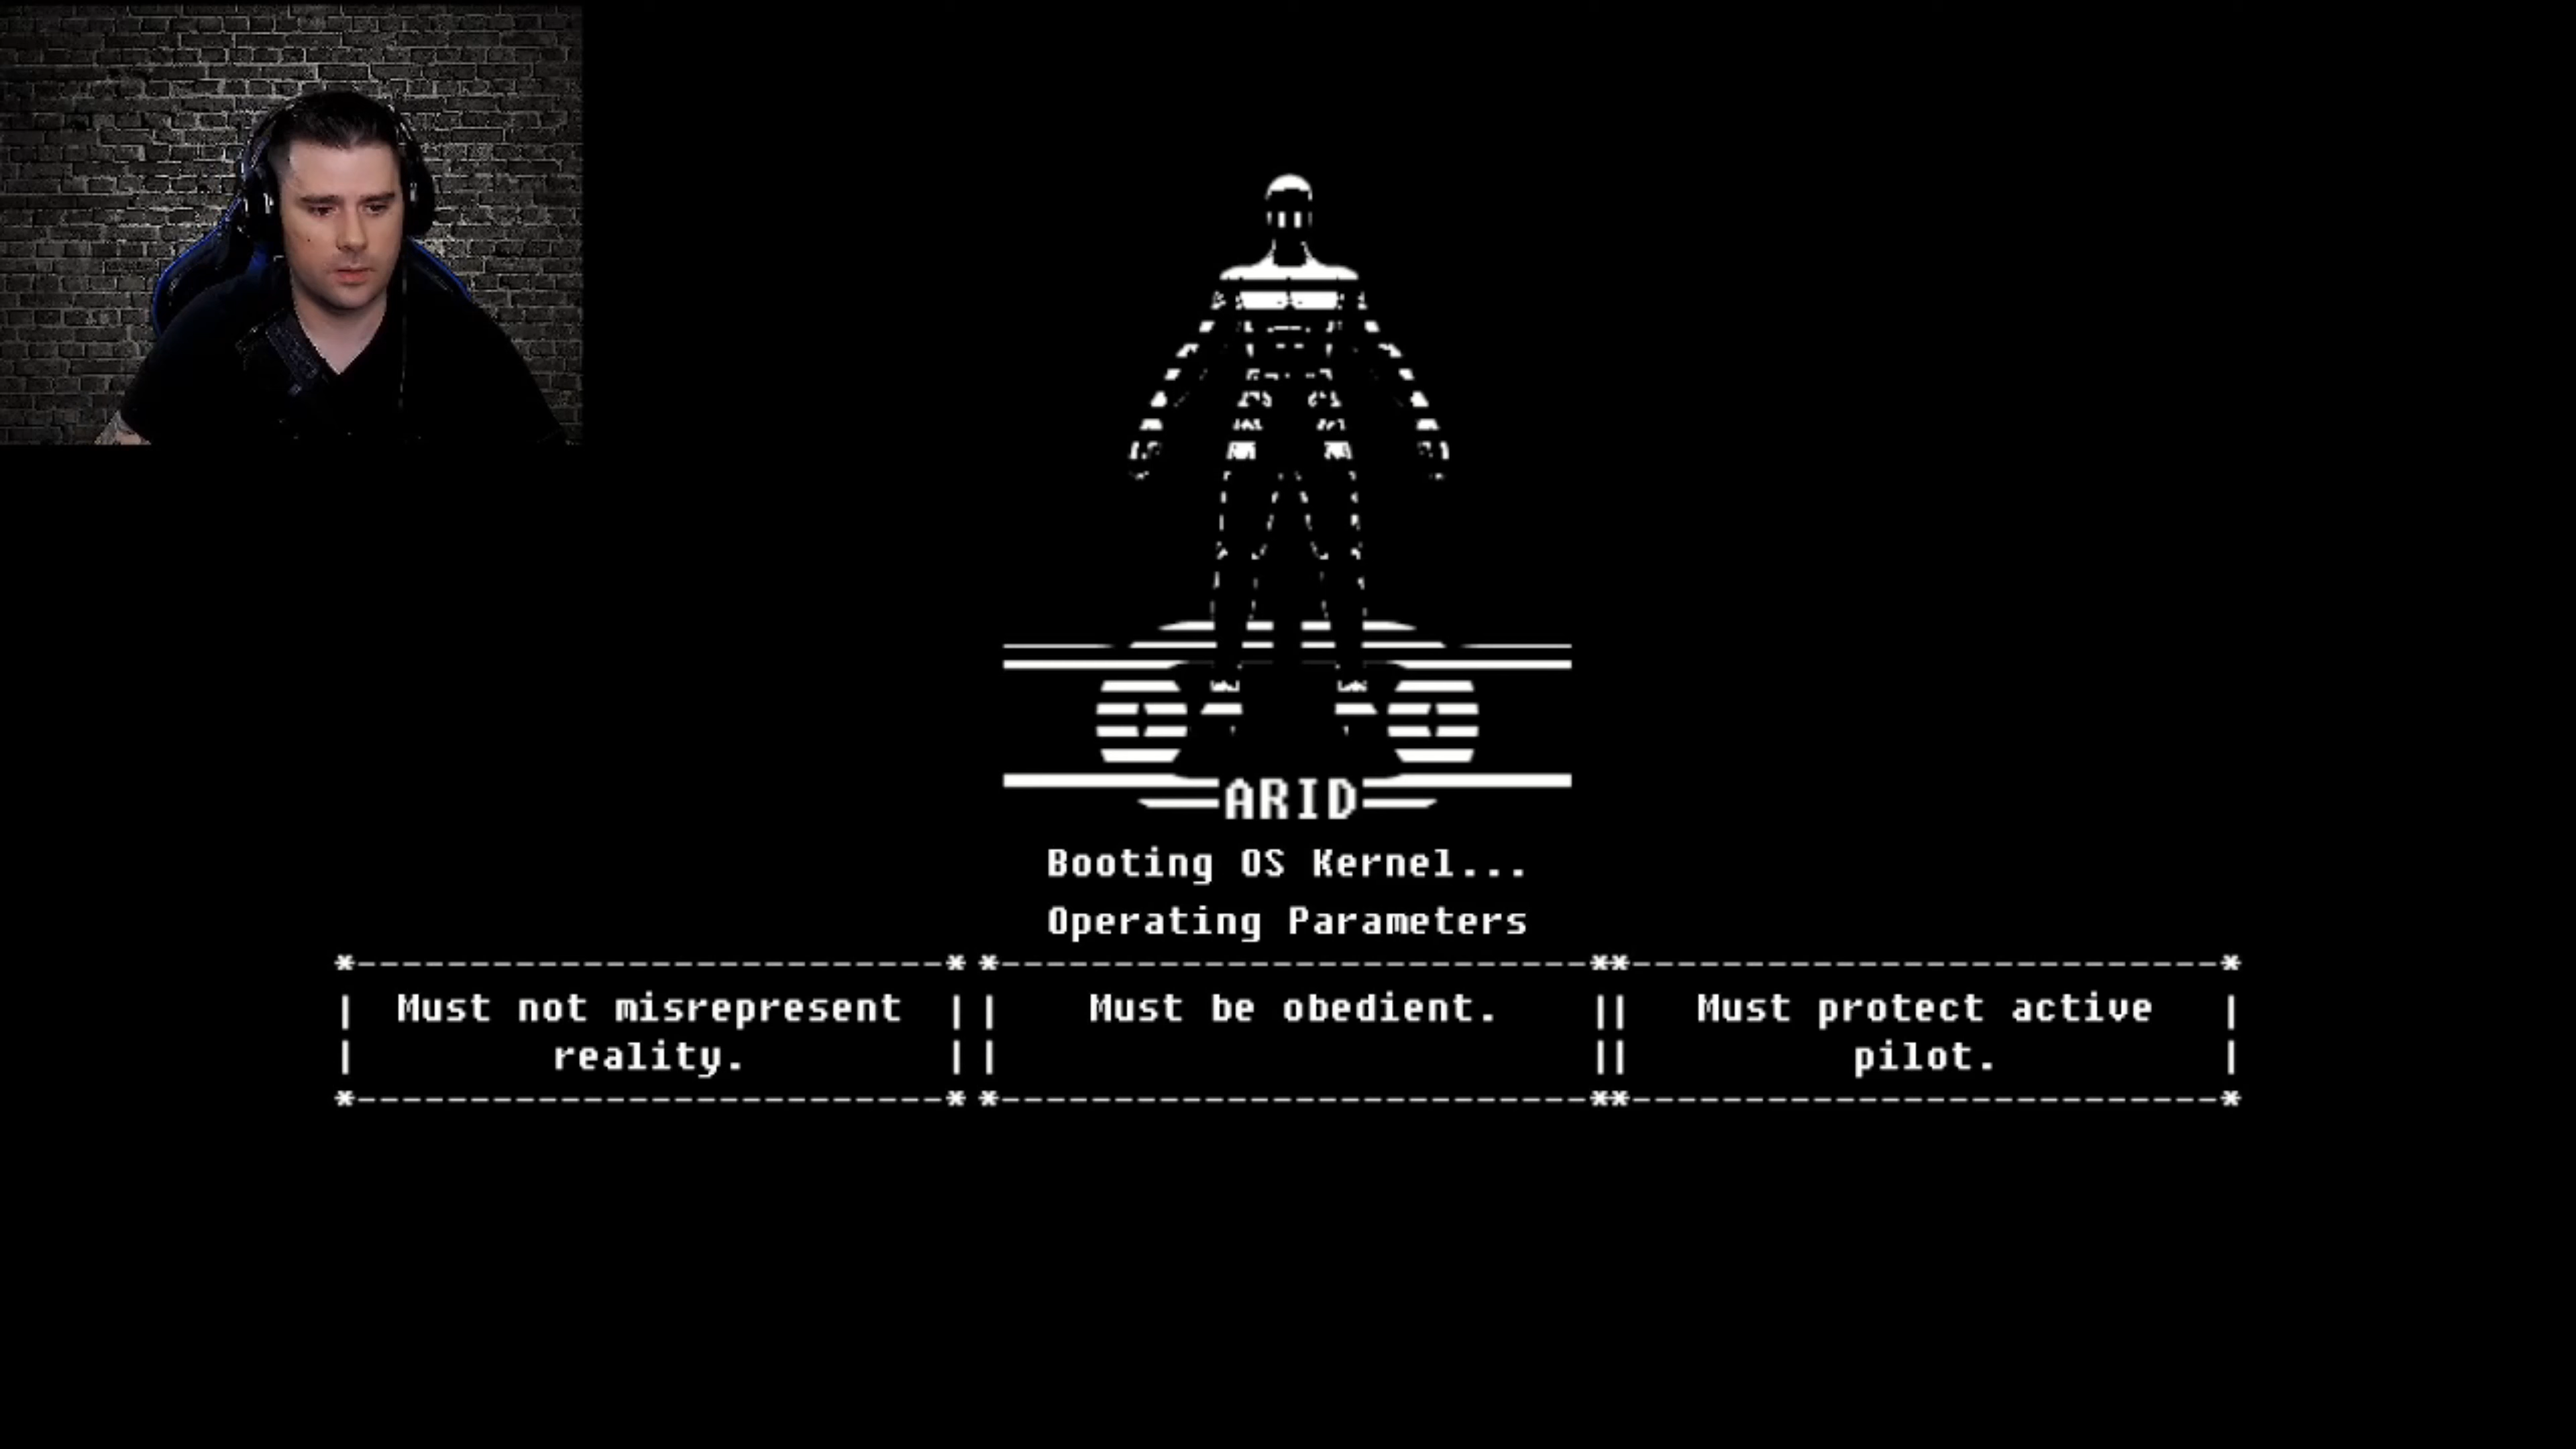 ARID
Booting OS Kernel...
Operating Parameters
*-------------------------* *-------------------------**-------------------------*
| Must not misrepresent || Must be obedient. || Must protect active |
| reality. || || pilot. |
*-------------------------* *-------------------------**-------------------------*